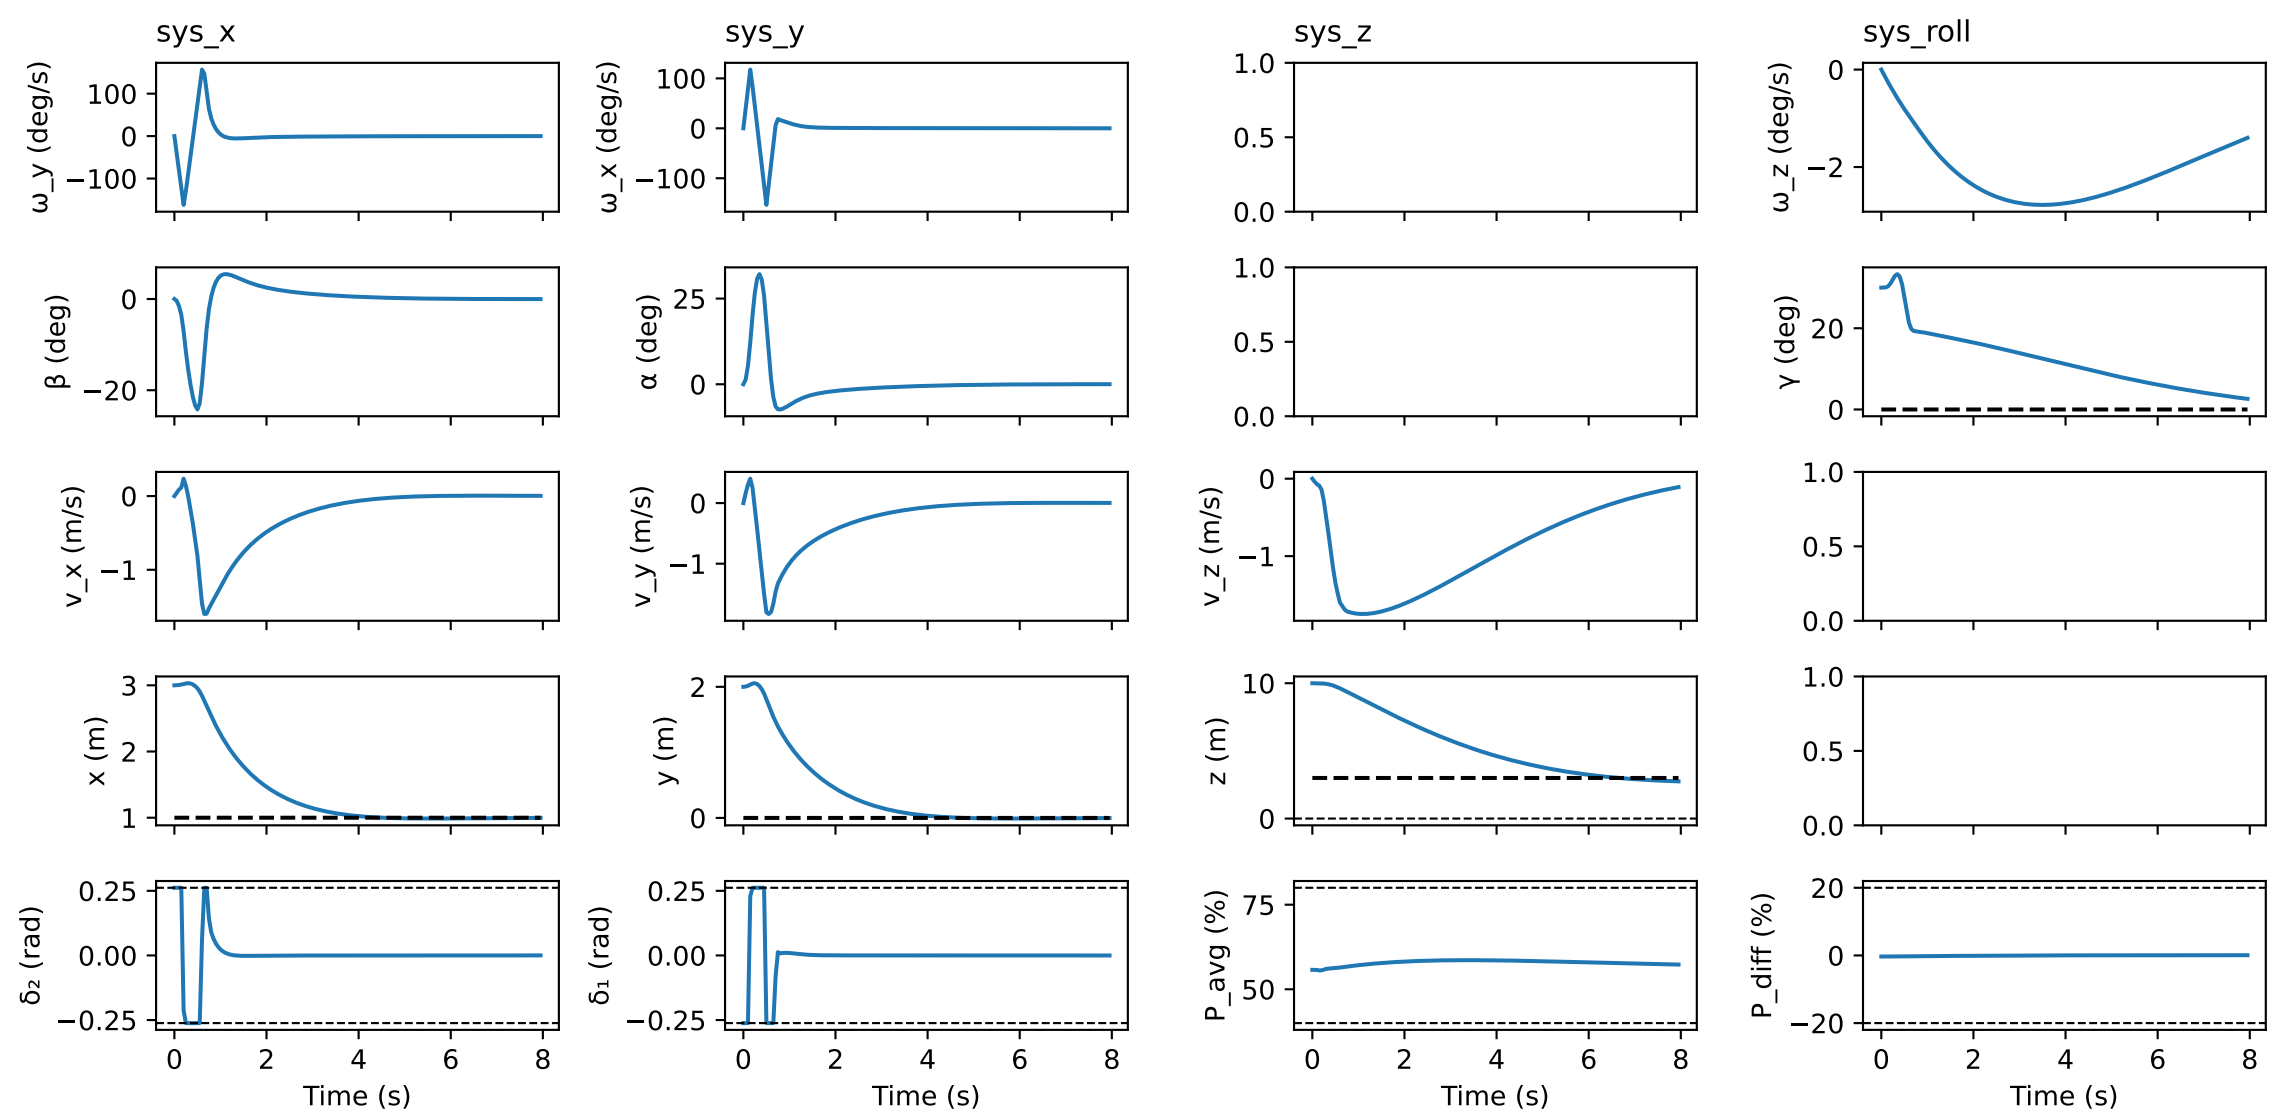 sys_x
sys_y
sys_z
sys_roll
ω_y (deg/s)
100
0
−100
ω_x (deg/s)
100
0
−100
1.0
0.5
0.0
ω_z (deg/s)
0
−2
β (deg)
0
−20
α (deg)
25
0
1.0
0.5
0.0
γ (deg)
20
0
v_x (m/s)
0
−1
v_y (m/s)
0
−1
v_z (m/s)
0
−1
1.0
0.5
0.0
x (m)
3
2
1
y (m)
2
0
z (m)
10
0
1.0
0.5
0.0
δ₂ (rad)
0.25
0.00
−0.25
0 2 4 6 8
Time (s)
δ₁ (rad)
0.25
0.00
−0.25
0 2 4 6 8
Time (s)
P_avg (%)
75
50
0 2 4 6 8
Time (s)
P_diff (%)
20
0
−20
0 2 4 6 8
Time (s)